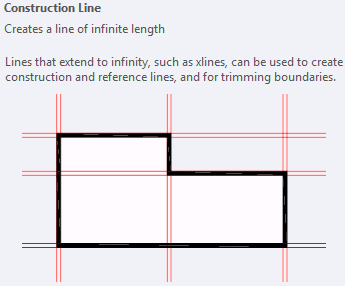 Construction Line
Creates a line of infinite length
Lines that extend to infinity, such as xlines, can be used to create
construction and reference lines, and for trimming boundaries.